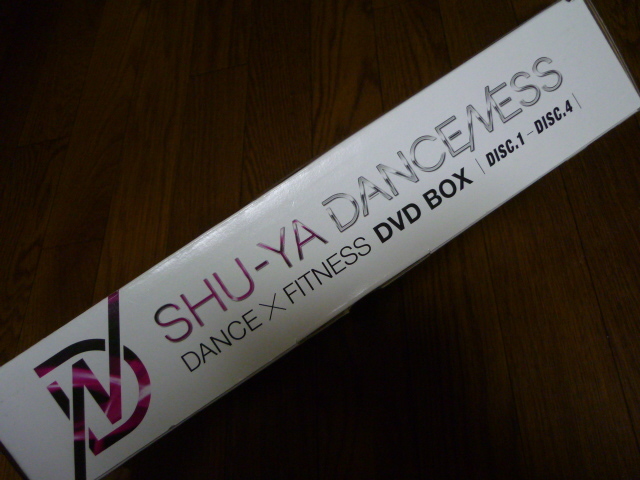 SHU-YA DANCENESS
DANCE × FITNESS DVD BOX | DISC.1 – DISC.4 |